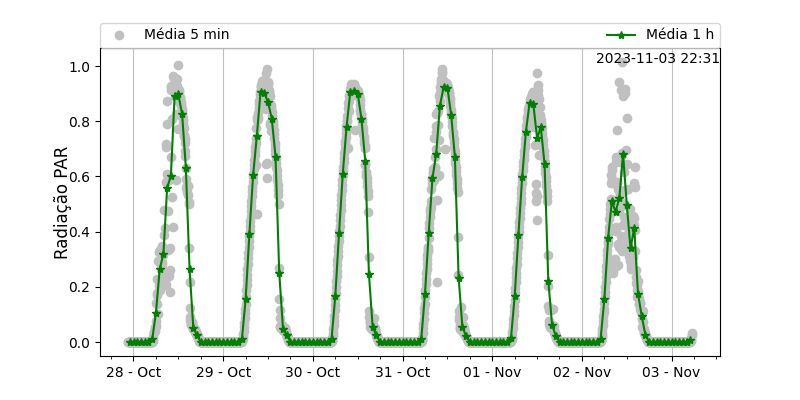 Média 5 min
Média 1 h
2023-11-03 22:31
Radiação PAR
1.0
0.8
0.6
0.4
0.2
0.0
28 - Oct
29 - Oct
30 - Oct
31 - Oct
01 - Nov
02 - Nov
03 - Nov